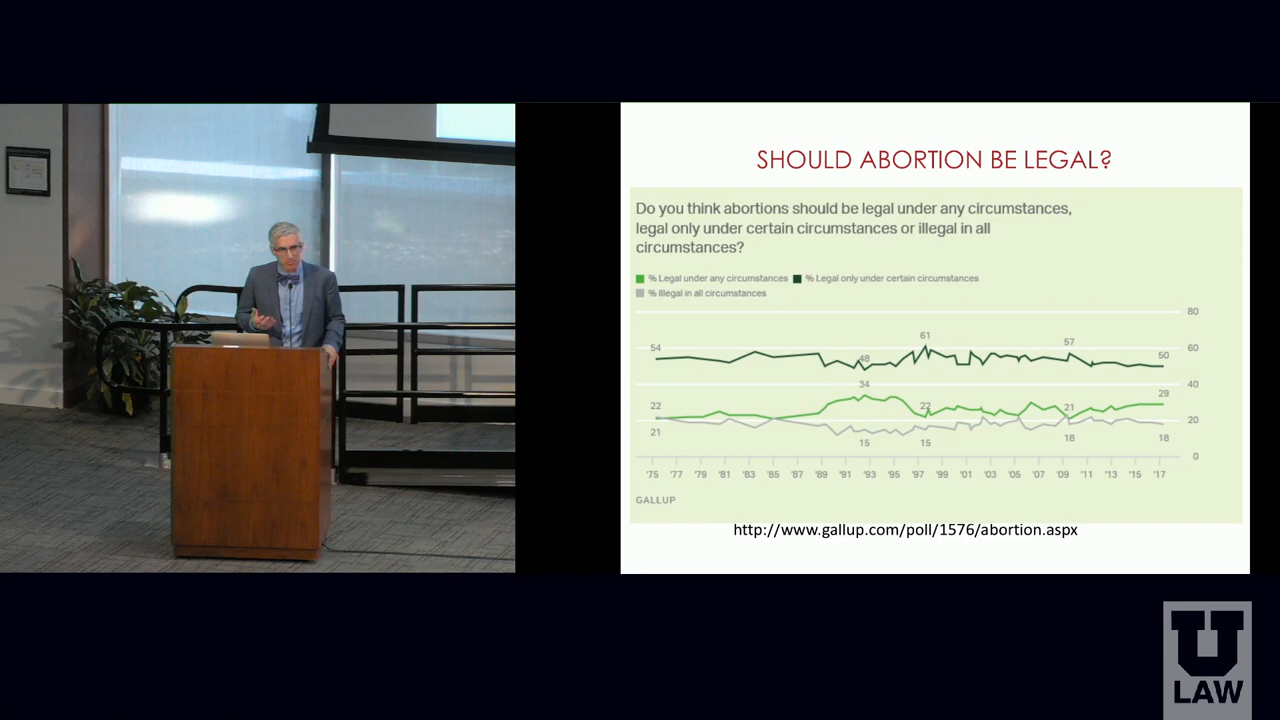 SHOULD ABORTION BE LEGAL?
Do you think abortions should be legal under any circumstances,
legal only under certain circumstances or illegal in all
circumstances?
% Legal under any circumstances % Legal only under certain circumstances
% Illegal in all circumstances
80
61
57
54 48 60
50
34 40
29
22 22 21
20
21
15 15 18 18
0
'75 '77 '79 '81 '83 '85 '87 '89 '91 '93 '95 '97 '99 '01 '03 '05 '07 '09 '11 '13 '15 '17
GALLUP
http://www.gallup.com/poll/1576/abortion.aspx
U
LAW